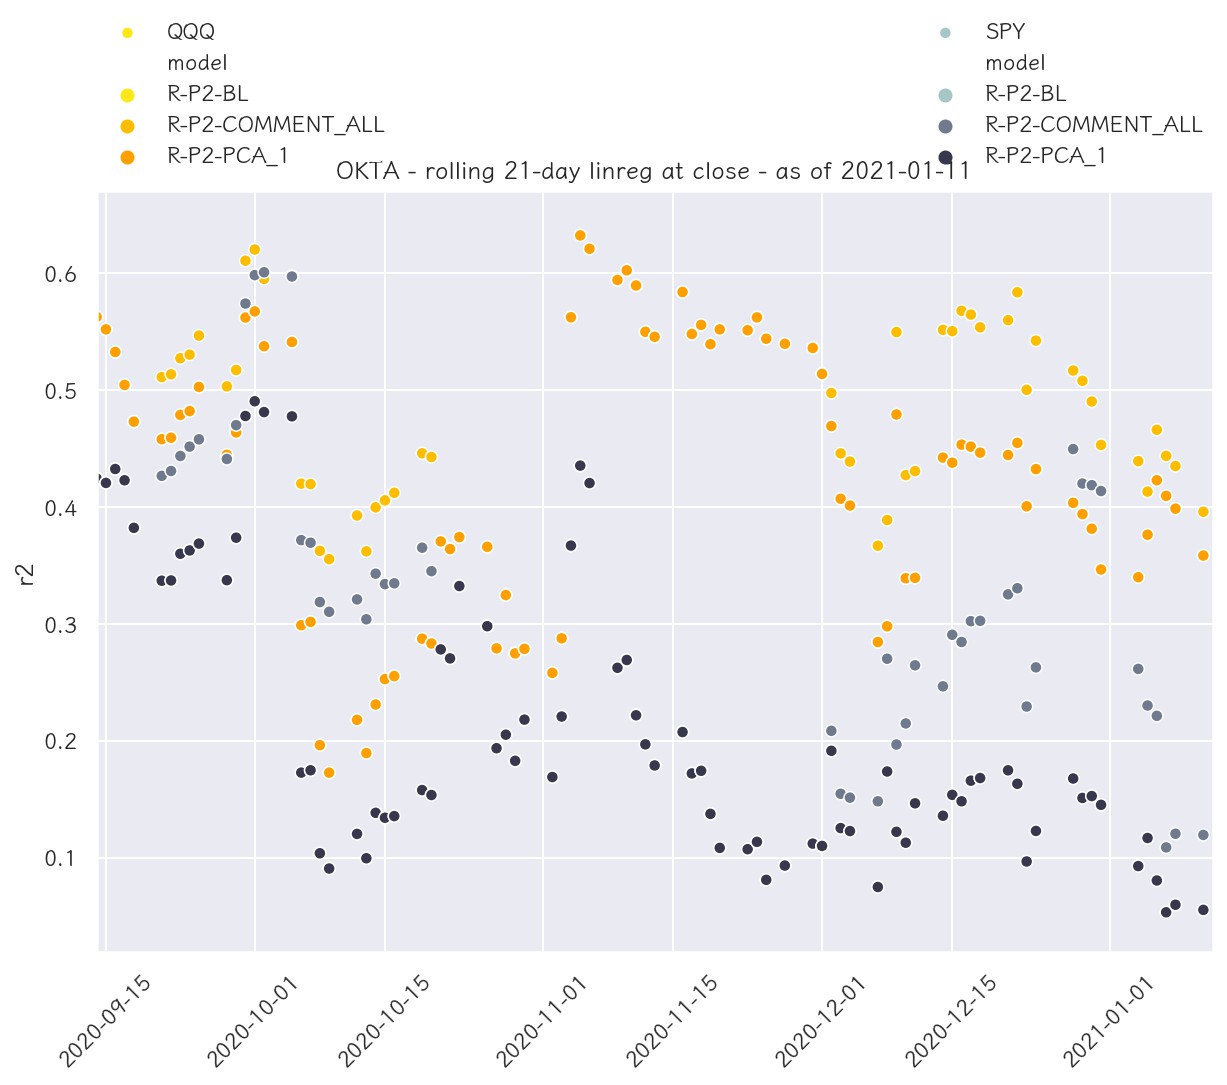 QQQ
model
R-P2-BL
R-P2-COMMENT_ALL
R-P2-PCA_1
SPY
model
R-P2-BL
R-P2-COMMENT_ALL
R-P2-PCA_1
OKTA - rolling 21-day linreg at close - as of 2021-01-11
r2
0.6
0.5
0.4
0.3
0.2
0.1
2020-09-15
2020-10-01
2020-10-15
2020-11-01
2020-11-15
2020-12-01
2020-12-15
2021-01-01